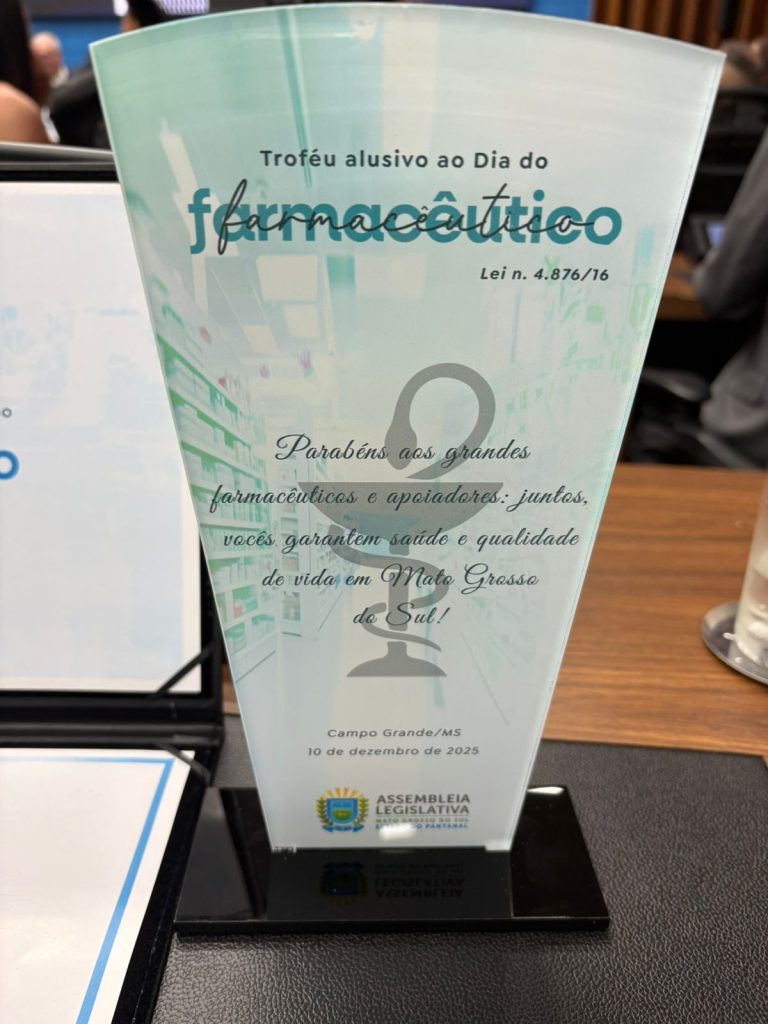 Troféu alusivo ao Dia do
farmacêutico
farmacêutico
Lei n. 4.876/16
Parabéns aos grandes
farmacêuticos e apoiadores: juntos,
vocês garantem saúde e qualidade
de vida em Mato Grosso
do Sul!
Campo Grande/MS
10 de dezembro de 2025
ASSEMBLEIA
LEGISLATIVA
MATO GROSSO DO SUL
PANTANAL